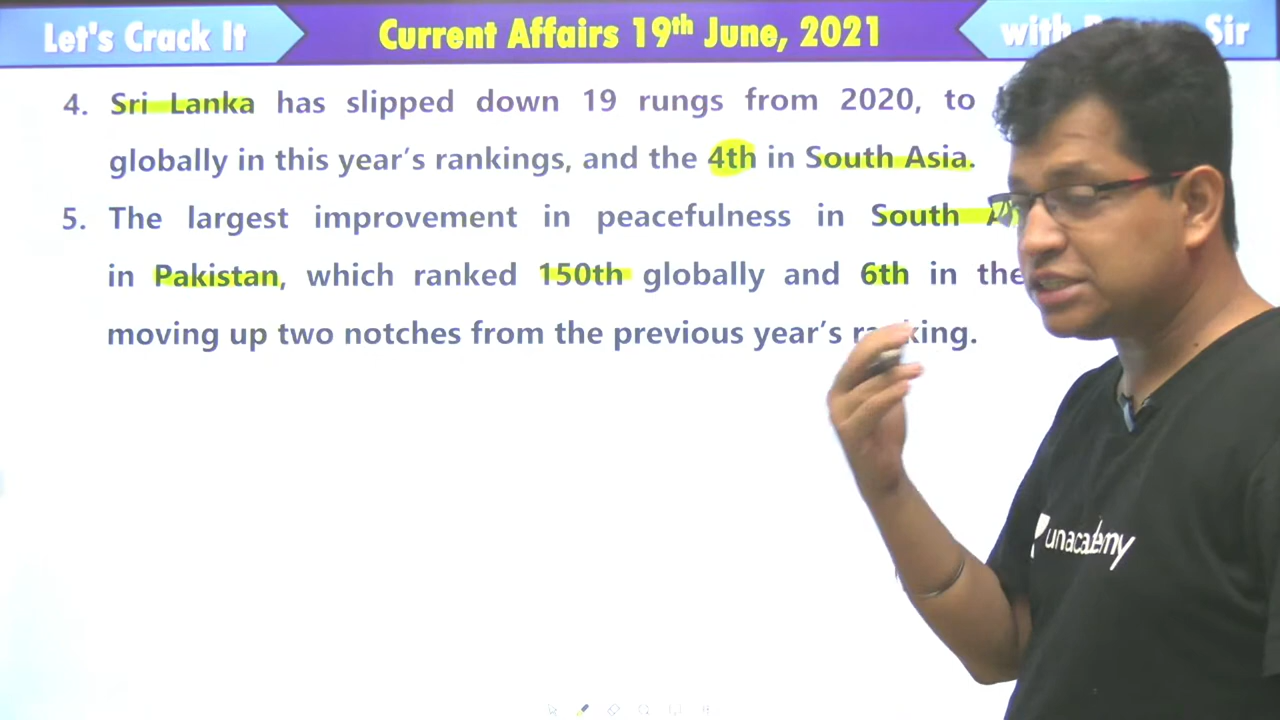 Let's Crack It
Current Affairs 19th June, 2021
with Sir
4. Sri Lanka has slipped down 19 rungs from 2020, to
globally in this year's rankings, and the 4th in South Asia.
5. The largest improvement in peacefulness in South
in Pakistan, which ranked 150th globally and 6th in the
moving up two notches from the previous year's ranking.
unacademy